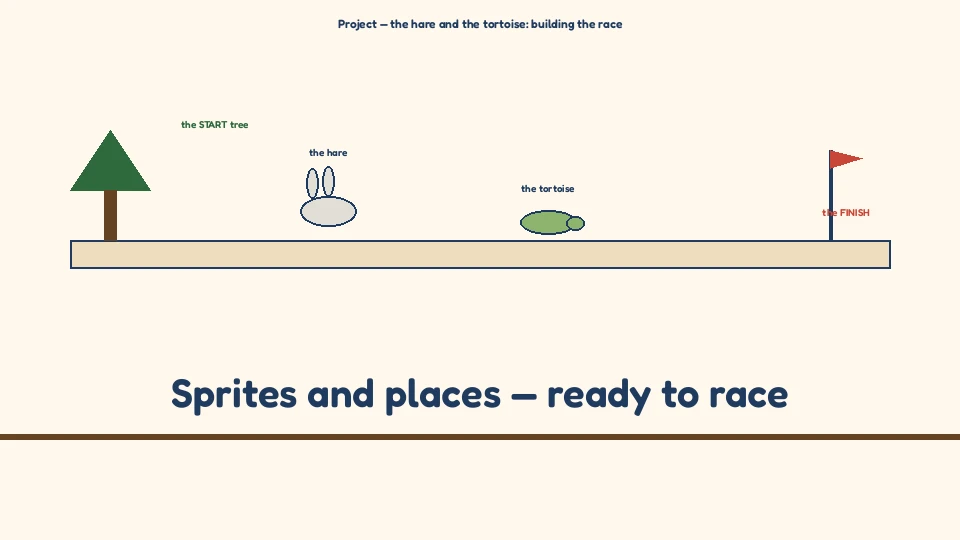 Project — the hare and the tortoise: building the race
the START tree
the hare
the tortoise
the FINISH
Sprites and places — ready to race